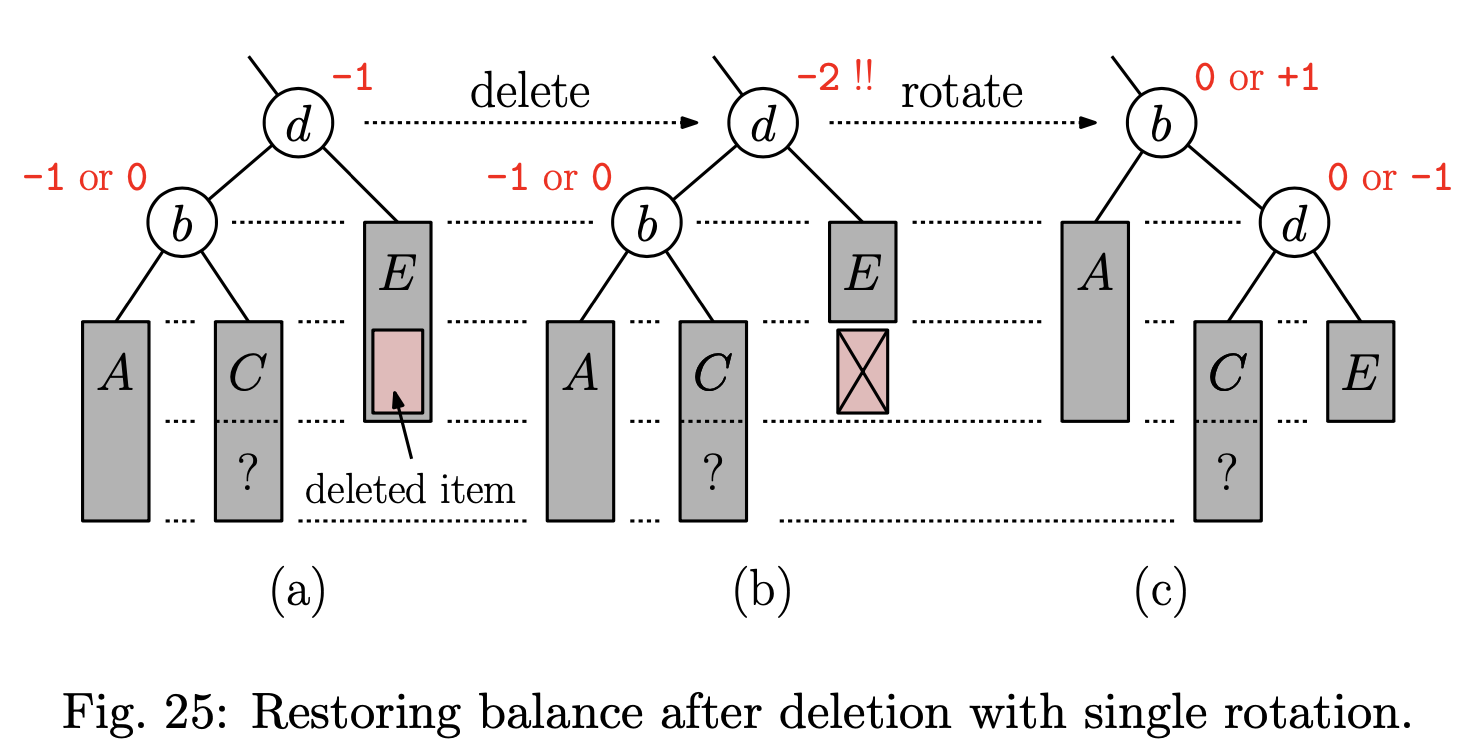 -1
delete
-2 !!
rotate
0 or +1
d
d
b
-1 or 0
-1 or 0
0 or -1
b
b
d
E
E
A
A
C
A
C
C
E
?
?
?
deleted item
(a)
(b)
(c)
Fig. 25: Restoring balance after deletion with single rotation.